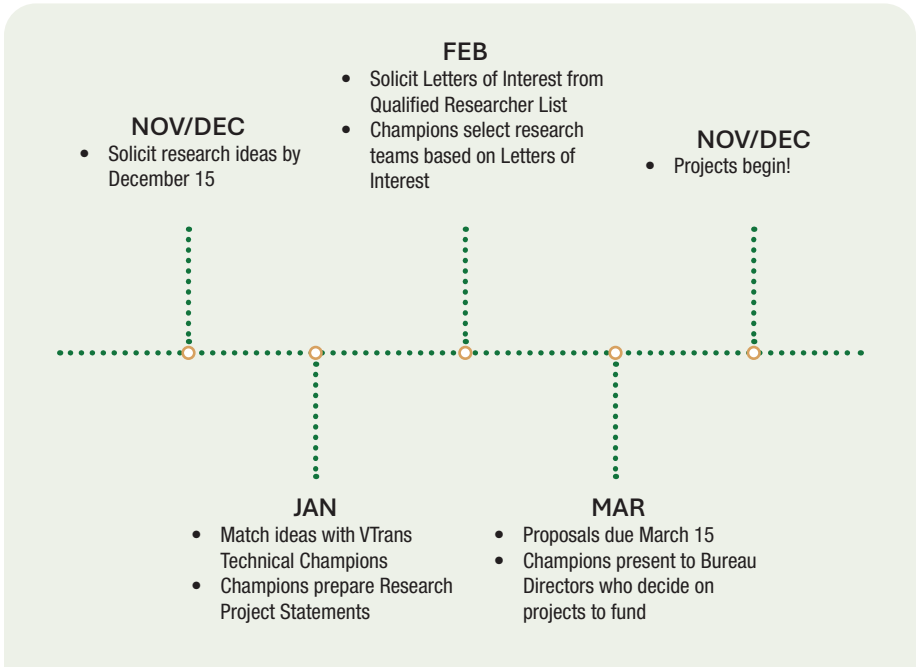 NOV/DEC
• Solicit research ideas by
December 15
JAN
• Match ideas with VTrans
Technical Champions
• Champions prepare Research
Project Statements
FEB
• Solicit Letters of Interest from
Qualified Researcher List
• Champions select research
teams based on Letters of
Interest
MAR
• Proposals due March 15
• Champions present to Bureau
Directors who decide on
projects to fund
NOV/DEC
• Projects begin!